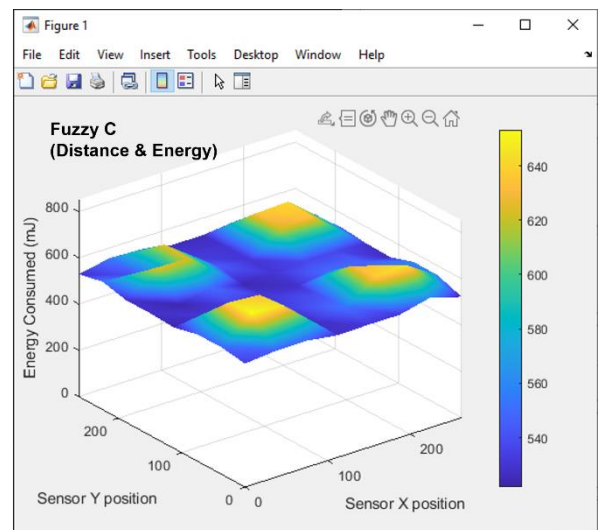 Figure 1
File Edit View Insert Tools Desktop Window Help
Fuzzy C
(Distance & Energy)
800
600
400
200
0
Energy Consumed (mJ)
200
100
0
Sensor Y position
0
100
200
Sensor X position
640
620
600
580
560
540